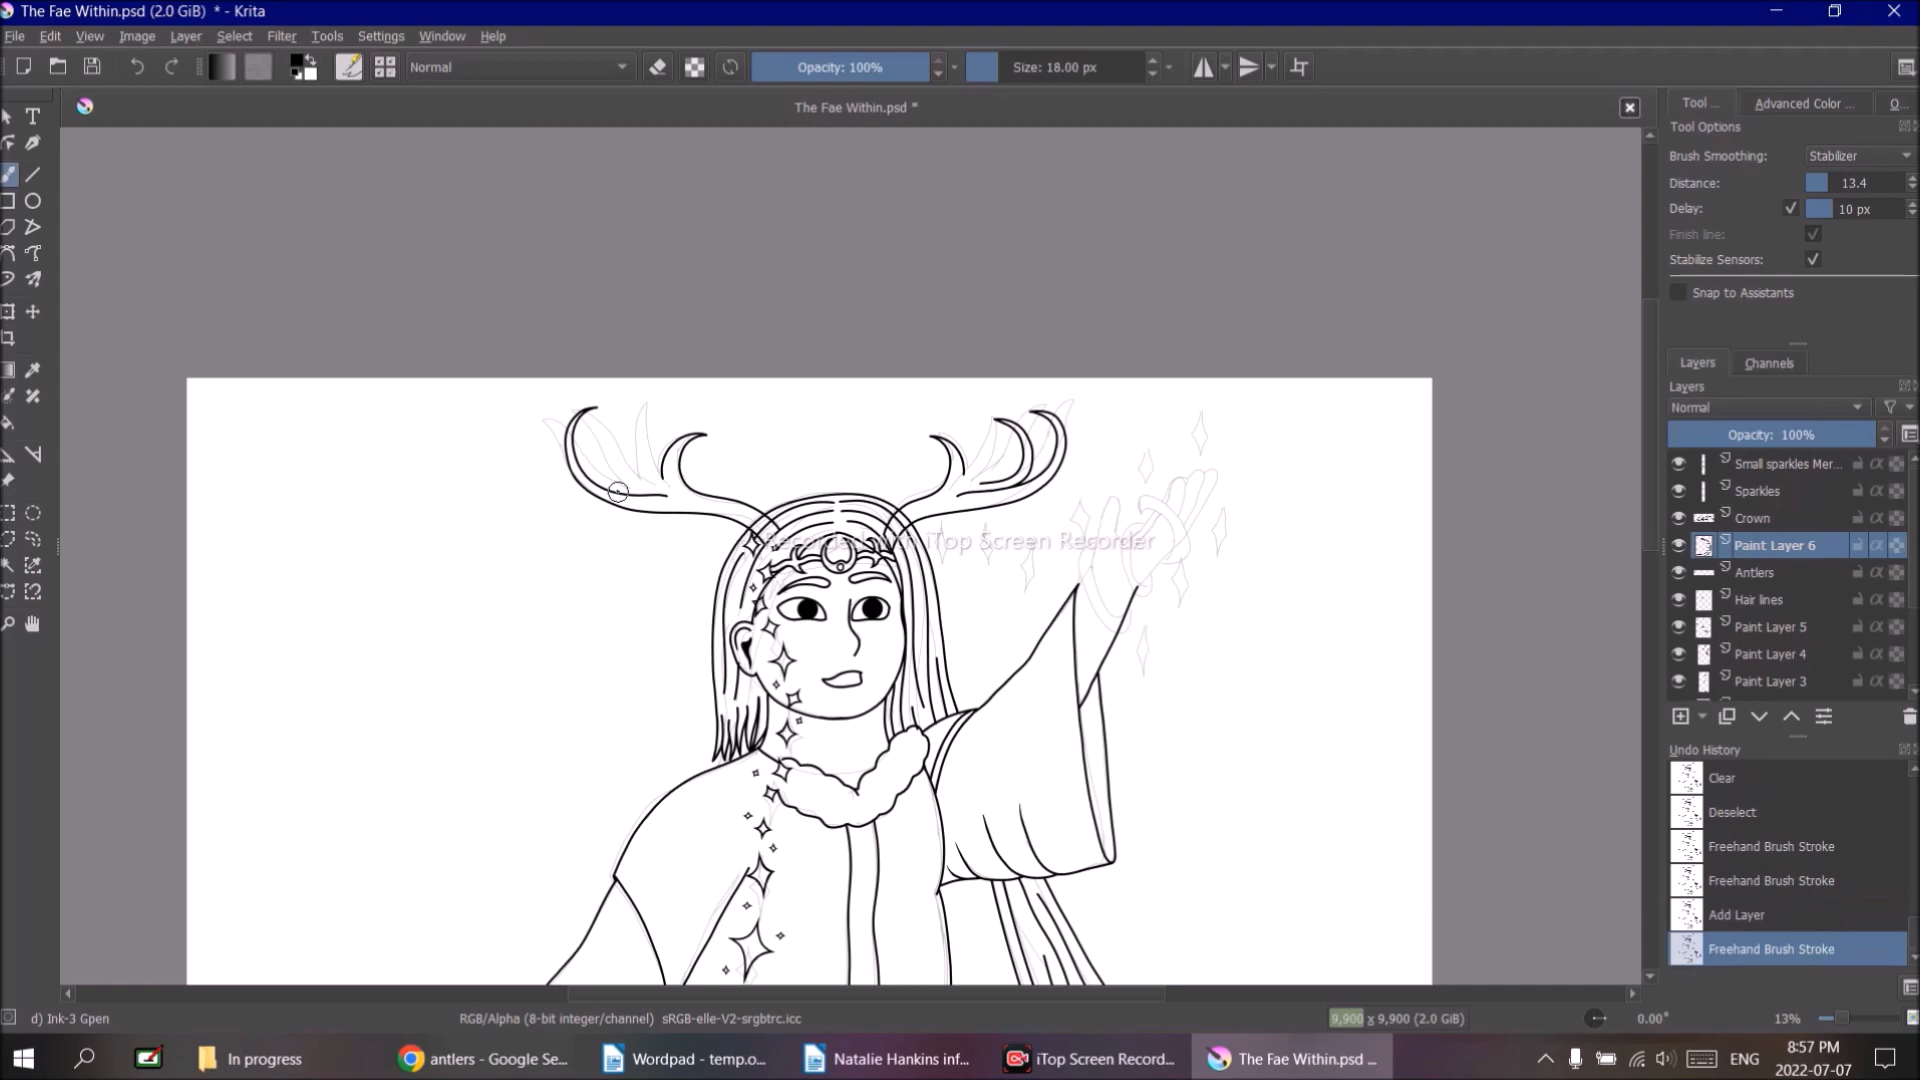 The Fae Within.psd (2.0 GiB) * - Krita
File Edit View Image Layer Select Filter Tools Settings Window Help
Normal Opacity: 100% Size: 18.00 px
The Fae Within.psd *
Tool ... Advanced Color ... O...
Tool Options
Brush Smoothing: Stabilizer
Distance: 13.4
Delay: 10 px
Finish line:
Stabilize Sensors:
Snap to Assistants
Layers Channels
Layers
Normal
Opacity: 100%
Small sparkles Mer...
Sparkles
Crown
Paint Layer 6
Antlers
Hair lines
Paint Layer 5
Paint Layer 4
Paint Layer 3
Undo History
Clear
Deselect
Freehand Brush Stroke
Freehand Brush Stroke
Add Layer
Freehand Brush Stroke
Recorded with iTop Screen Recorder
d) Ink-3 Gpen RGB/Alpha (8-bit integer/channel) sRGB-elle-V2-srgbtrc.icc 9,900 x 9,900 (2.0 GiB) 0.00° 13%
In progress antlers - Google Se... Wordpad - temp.o... Natalie Hankins inf... iTop Screen Record... The Fae Within.psd ... ENG 8:57 PM
2022-07-07